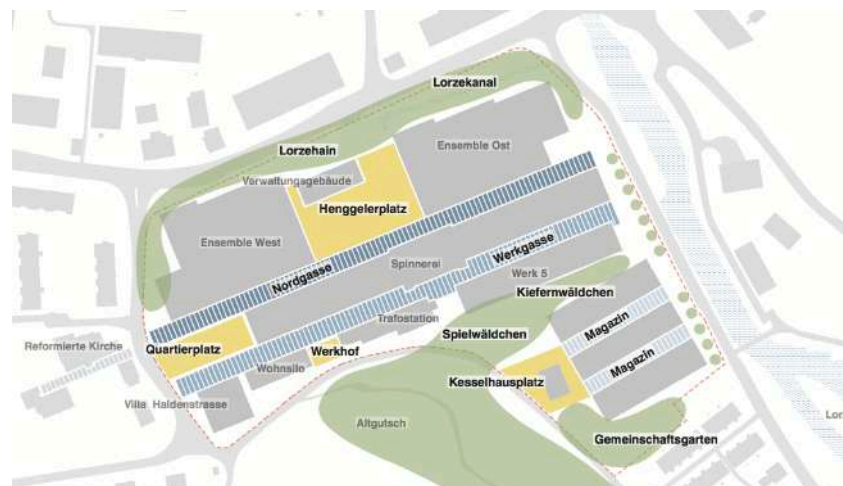 Lorzekanal
Lorzehain
Ensemble Ost
Verwaltungsgebäude
Henggelerplatz
Ensemble West
Werkgasse
Spinnerei
Nordgasse
Werk 5
Kiefernwäldchen
Trafostation
Magazin
Spielwäldchen
Reformierte Kirche
Quartierplatz
Werkhof
Magazin
Wohnsilo
Kesselhausplatz
Villa Haldenstrasse
Altgutsch
Gemeinschaftsgarten
Lor